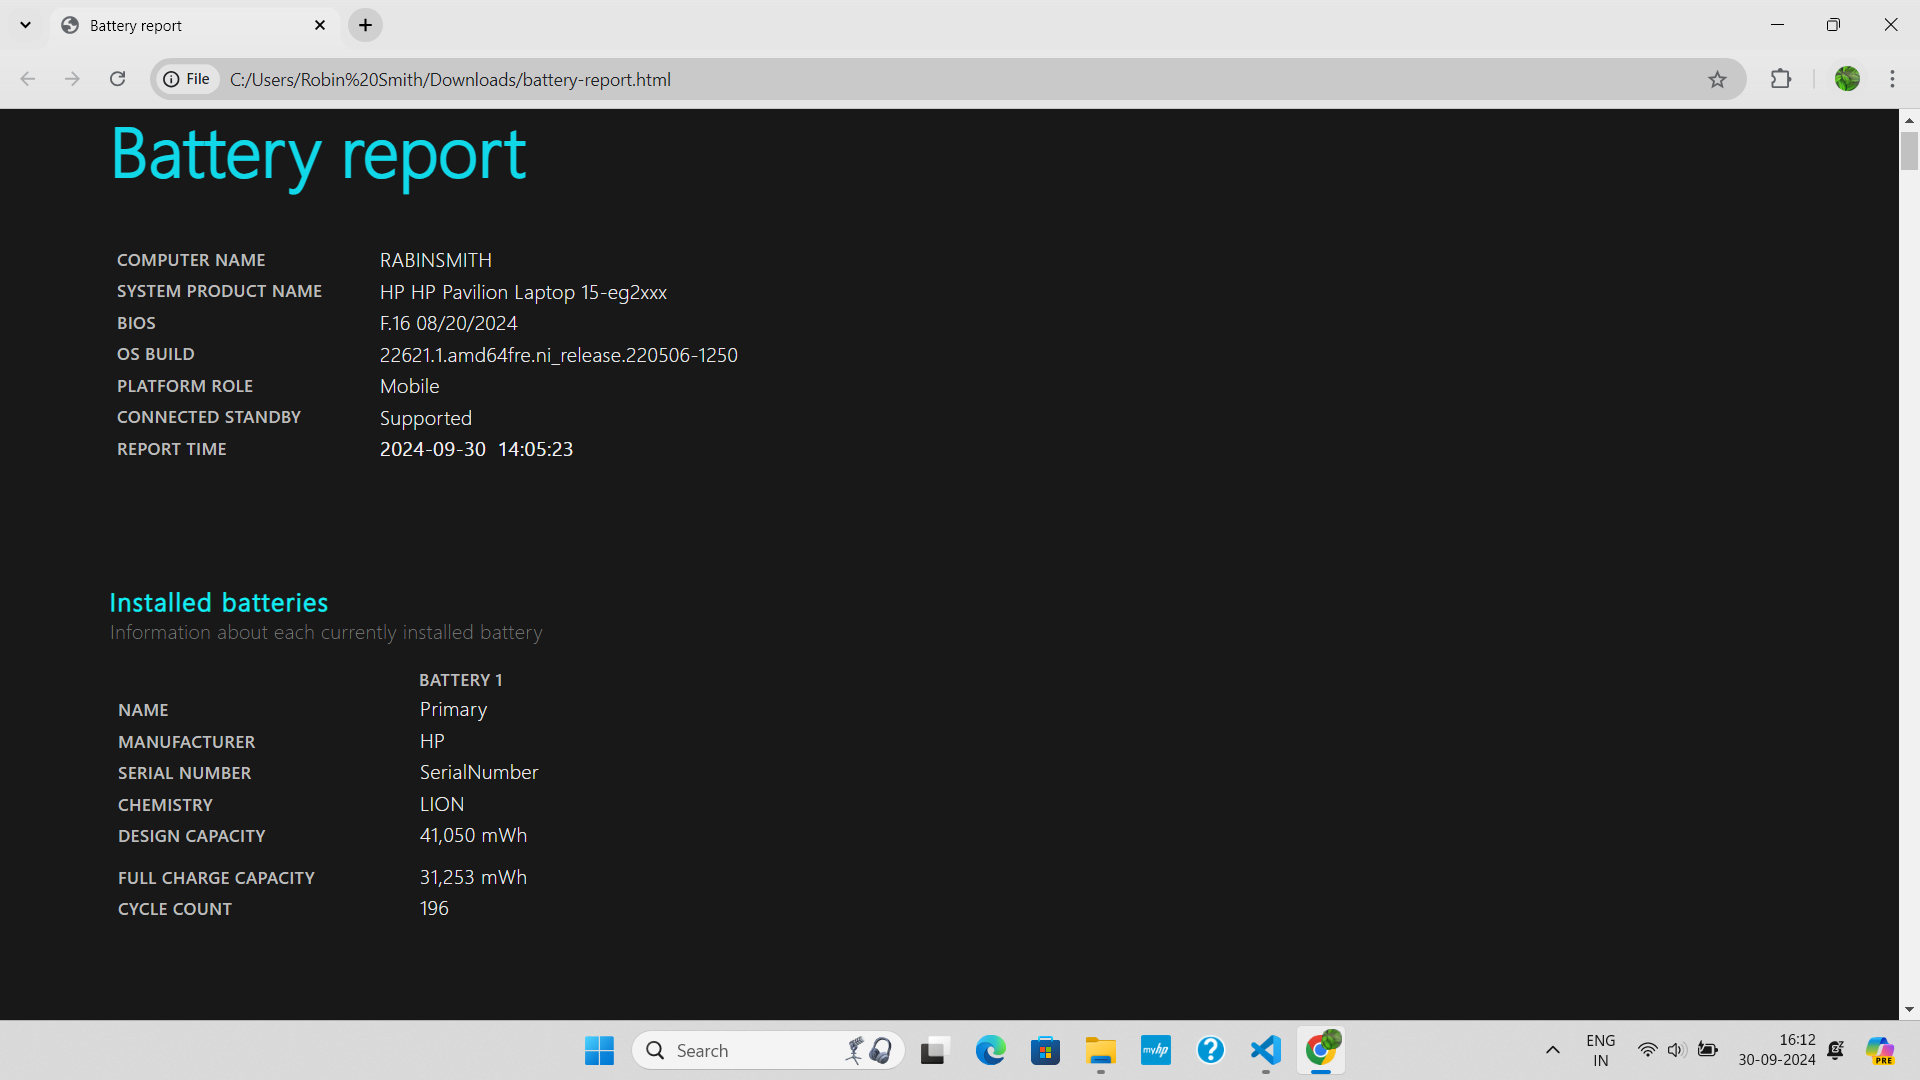 Battery report
File
C:/Users/Robin%20Smith/Downloads/battery-report.html
Battery report
COMPUTER NAME RABINSMITH
SYSTEM PRODUCT NAME HP HP Pavilion Laptop 15-eg2xxx
BIOS F.16 08/20/2024
OS BUILD 22621.1.amd64fre.ni_release.220506-1250
PLATFORM ROLE Mobile
CONNECTED STANDBY Supported
REPORT TIME 2024-09-30 14:05:23
Installed batteries
Information about each currently installed battery
BATTERY 1
NAME Primary
MANUFACTURER HP
SERIAL NUMBER SerialNumber
CHEMISTRY LION
DESIGN CAPACITY 41,050 mWh
FULL CHARGE CAPACITY 31,253 mWh
CYCLE COUNT 196
Search
myhp
ENG
IN
16:12
30-09-2024
PRE